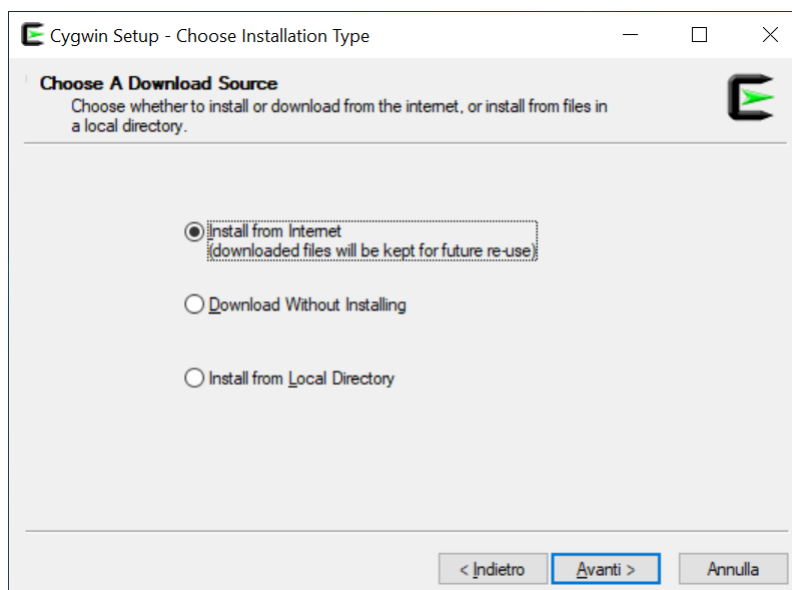 Cygwin Setup - Choose Installation Type
Choose A Download Source
Choose whether to install or download from the internet, or install from files in
a local directory.
Install from Internet
(downloaded files will be kept for future re-use)
Download Without Installing
Install from Local Directory
< Indietro
Avanti >
Annulla